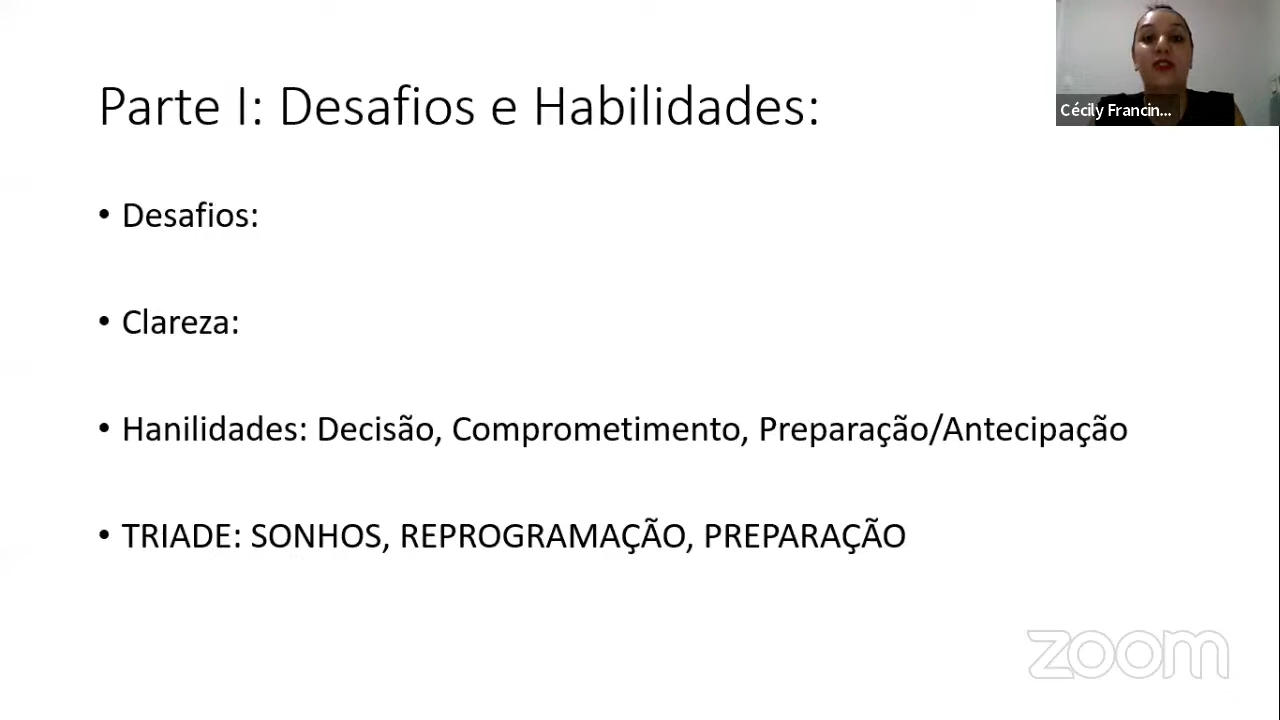 Parte I: Desafios e Habilidades:
Cécily Francin...
• Desafios:
• Clareza:
• Hanilidades: Decisão, Comprometimento, Preparação/Antecipação
• TRIADE: SONHOS, REPROGRAMAÇÃO, PREPARAÇÃO
zoom